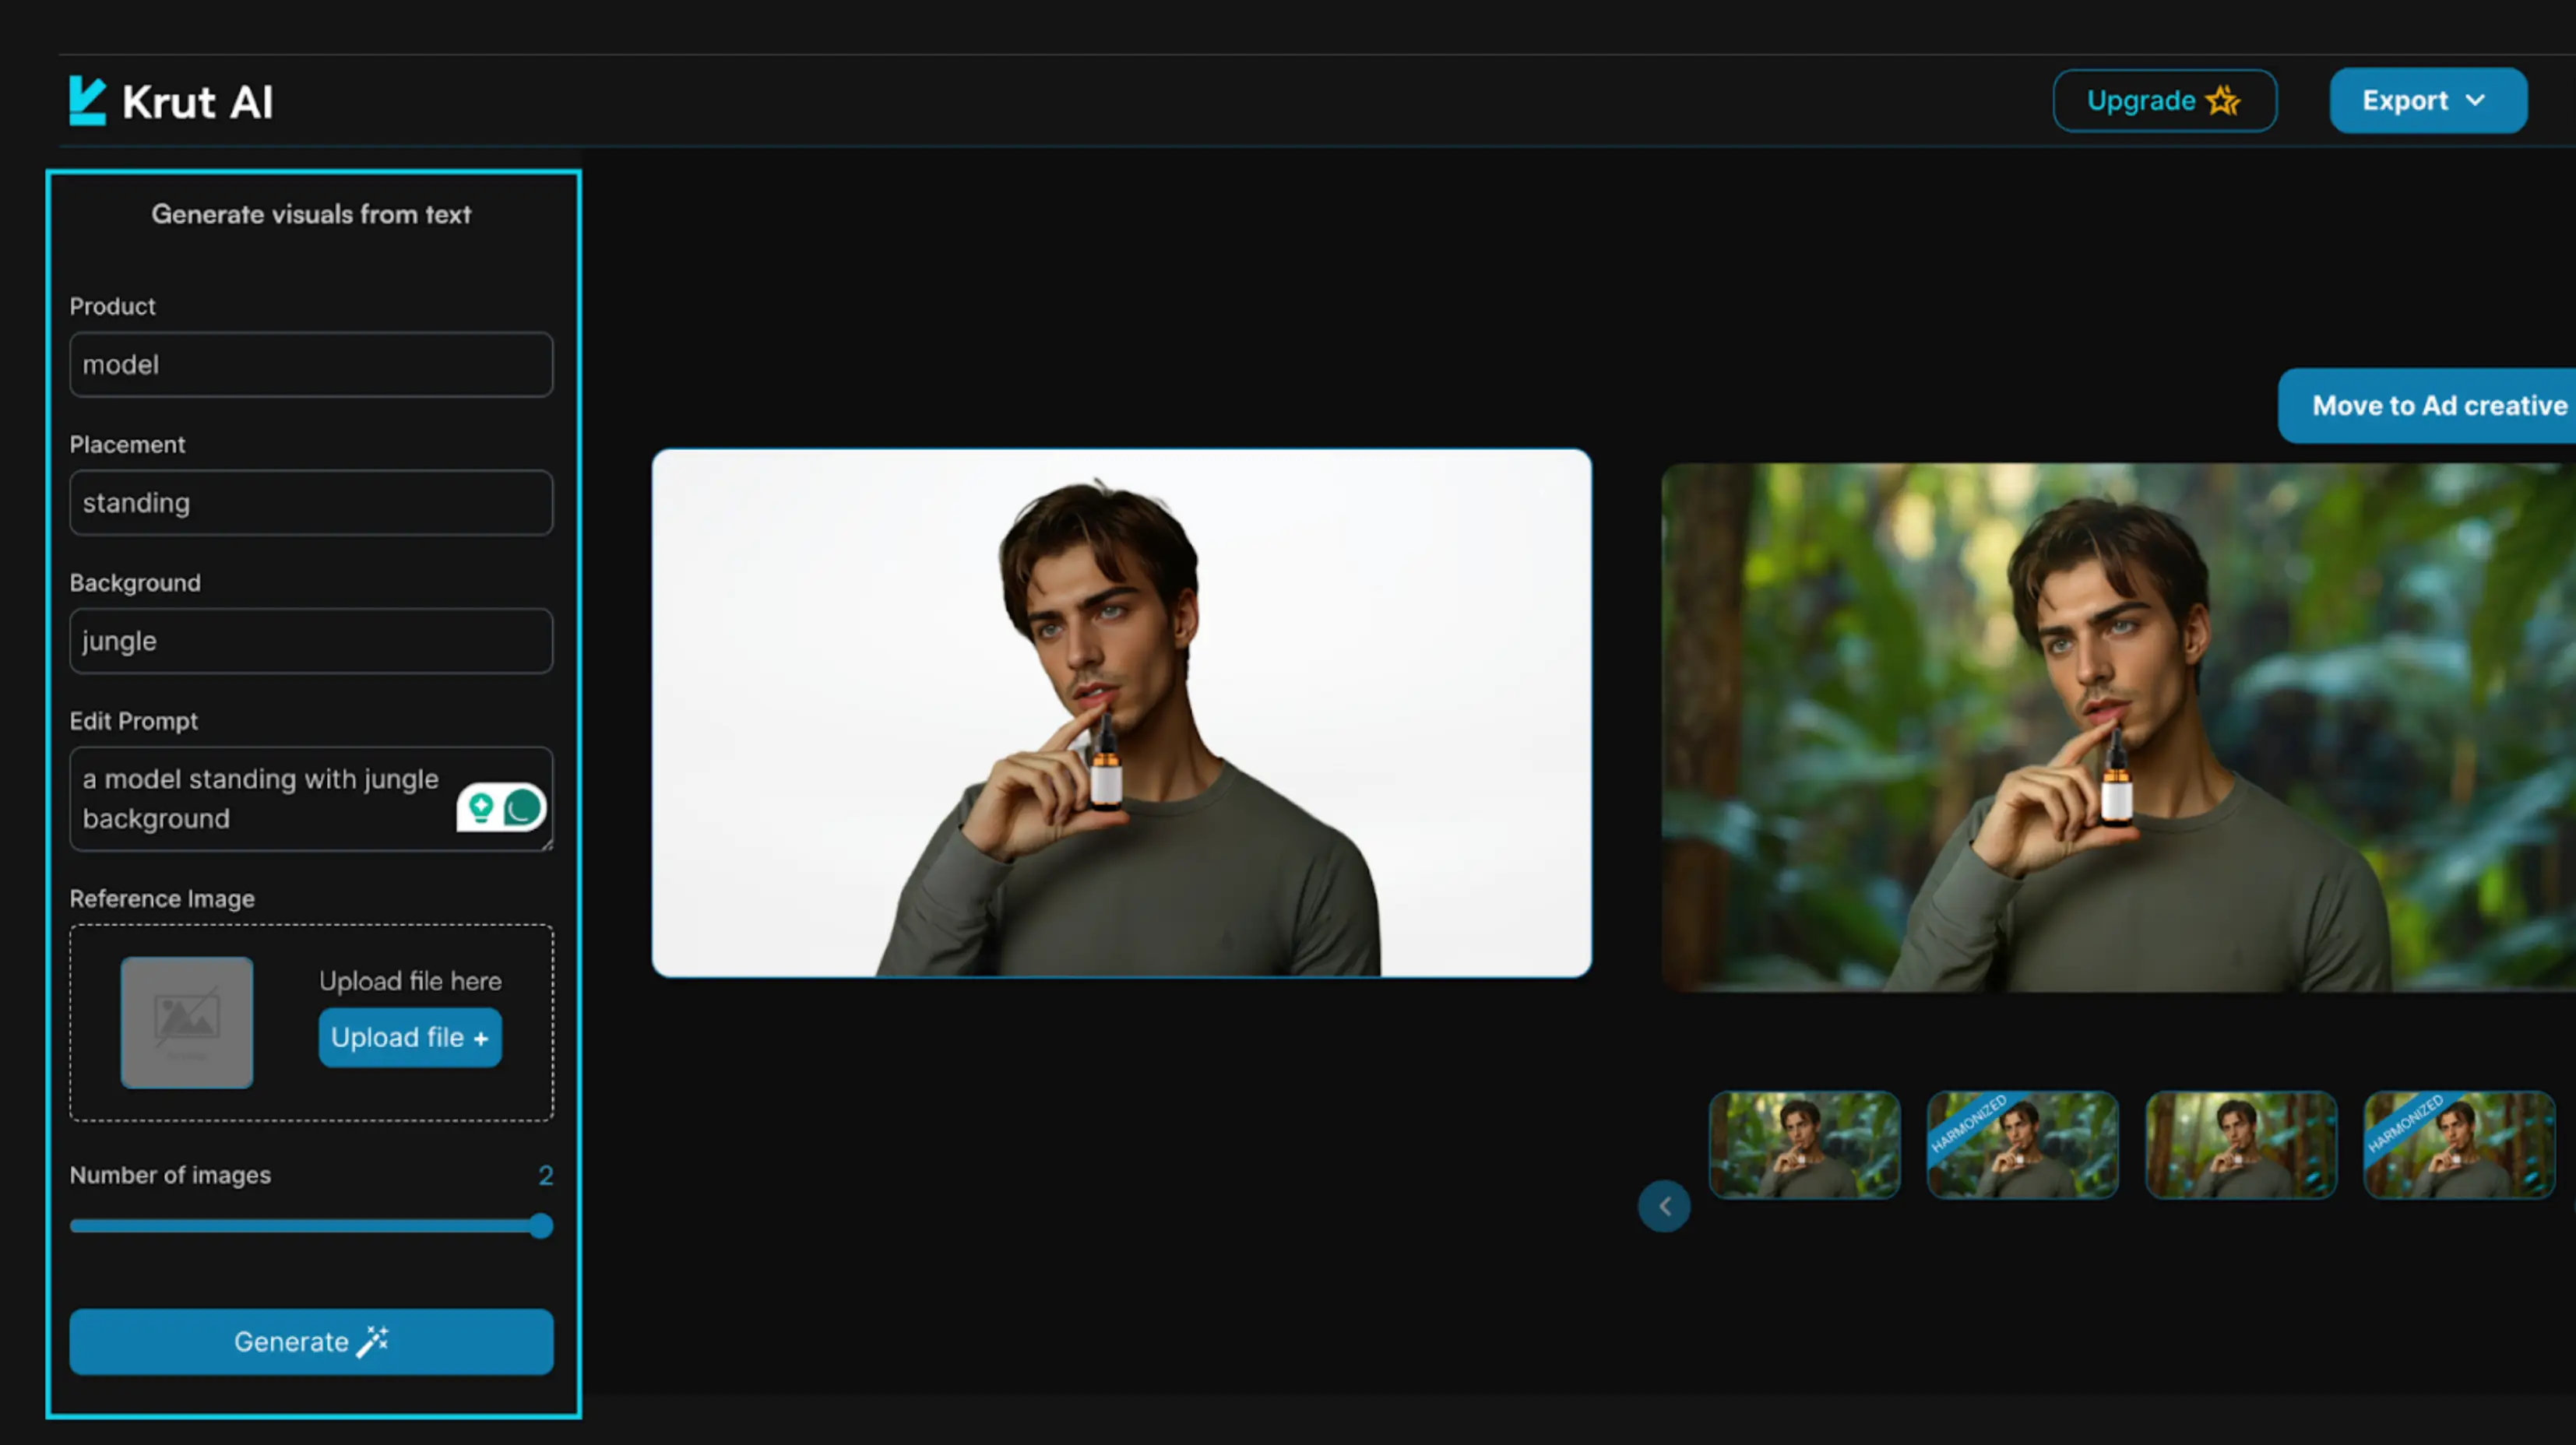 Krut AI
Upgrade
Export
Generate visuals from text
Product
model
Placement
standing
Background
jungle
Edit Prompt
a model standing with jungle
background
Reference Image
Upload file here
Upload file +
Number of images 2
Generate
Move to Ad creative
HARMONIZED
HARMONIZED